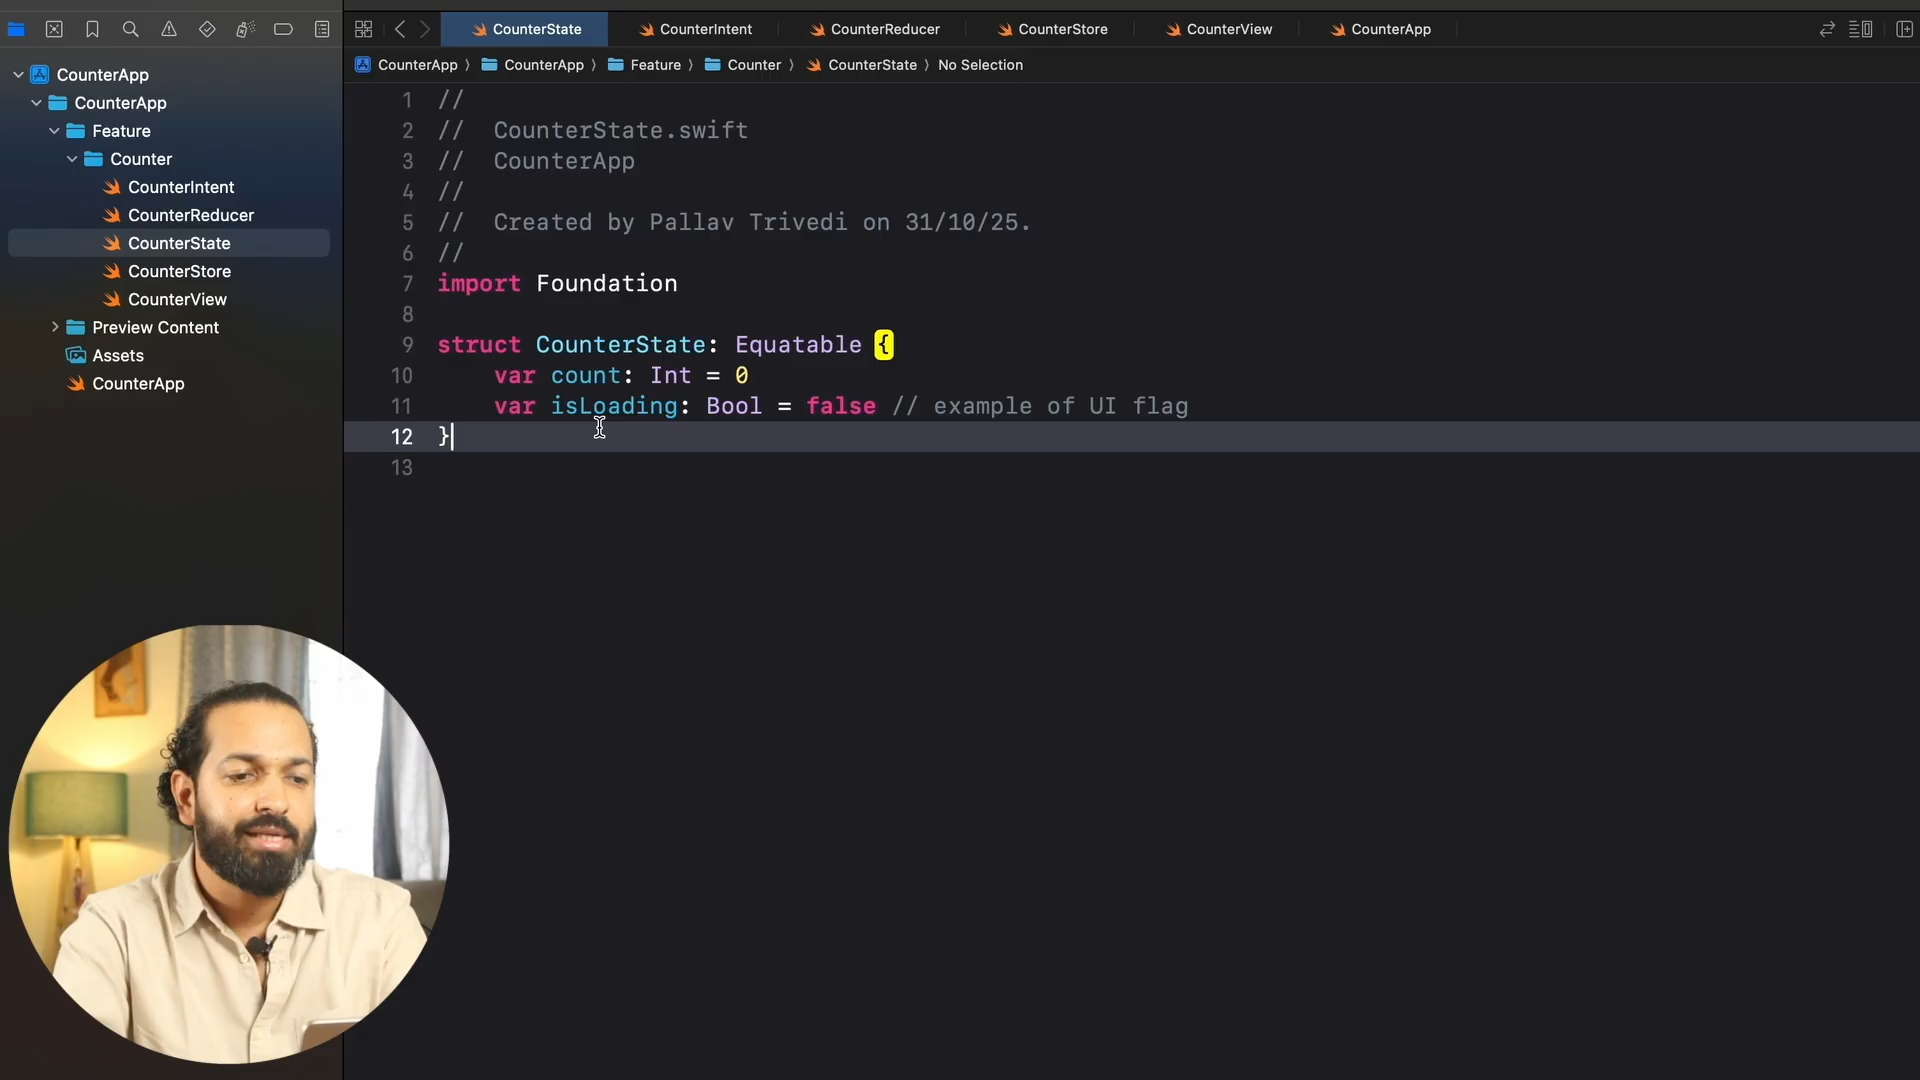 CounterState
CounterIntent
CounterReducer
CounterStore
CounterView
CounterApp
CounterApp 〉 CounterApp 〉 Feature 〉 Counter 〉 CounterState 〉 No Selection
CounterApp
CounterApp
Feature
Counter
CounterIntent
CounterReducer
CounterState
CounterStore
CounterView
Preview Content
Assets
CounterApp
1 //
2 //  CounterState.swift
3 //  CounterApp
4 //
5 //  Created by Pallav Trivedi on 31/10/25.
6 //
7 import Foundation
8
9 struct CounterState: Equatable {
10     var count: Int = 0
11     var isLoading: Bool = false // example of UI flag
12 }
13